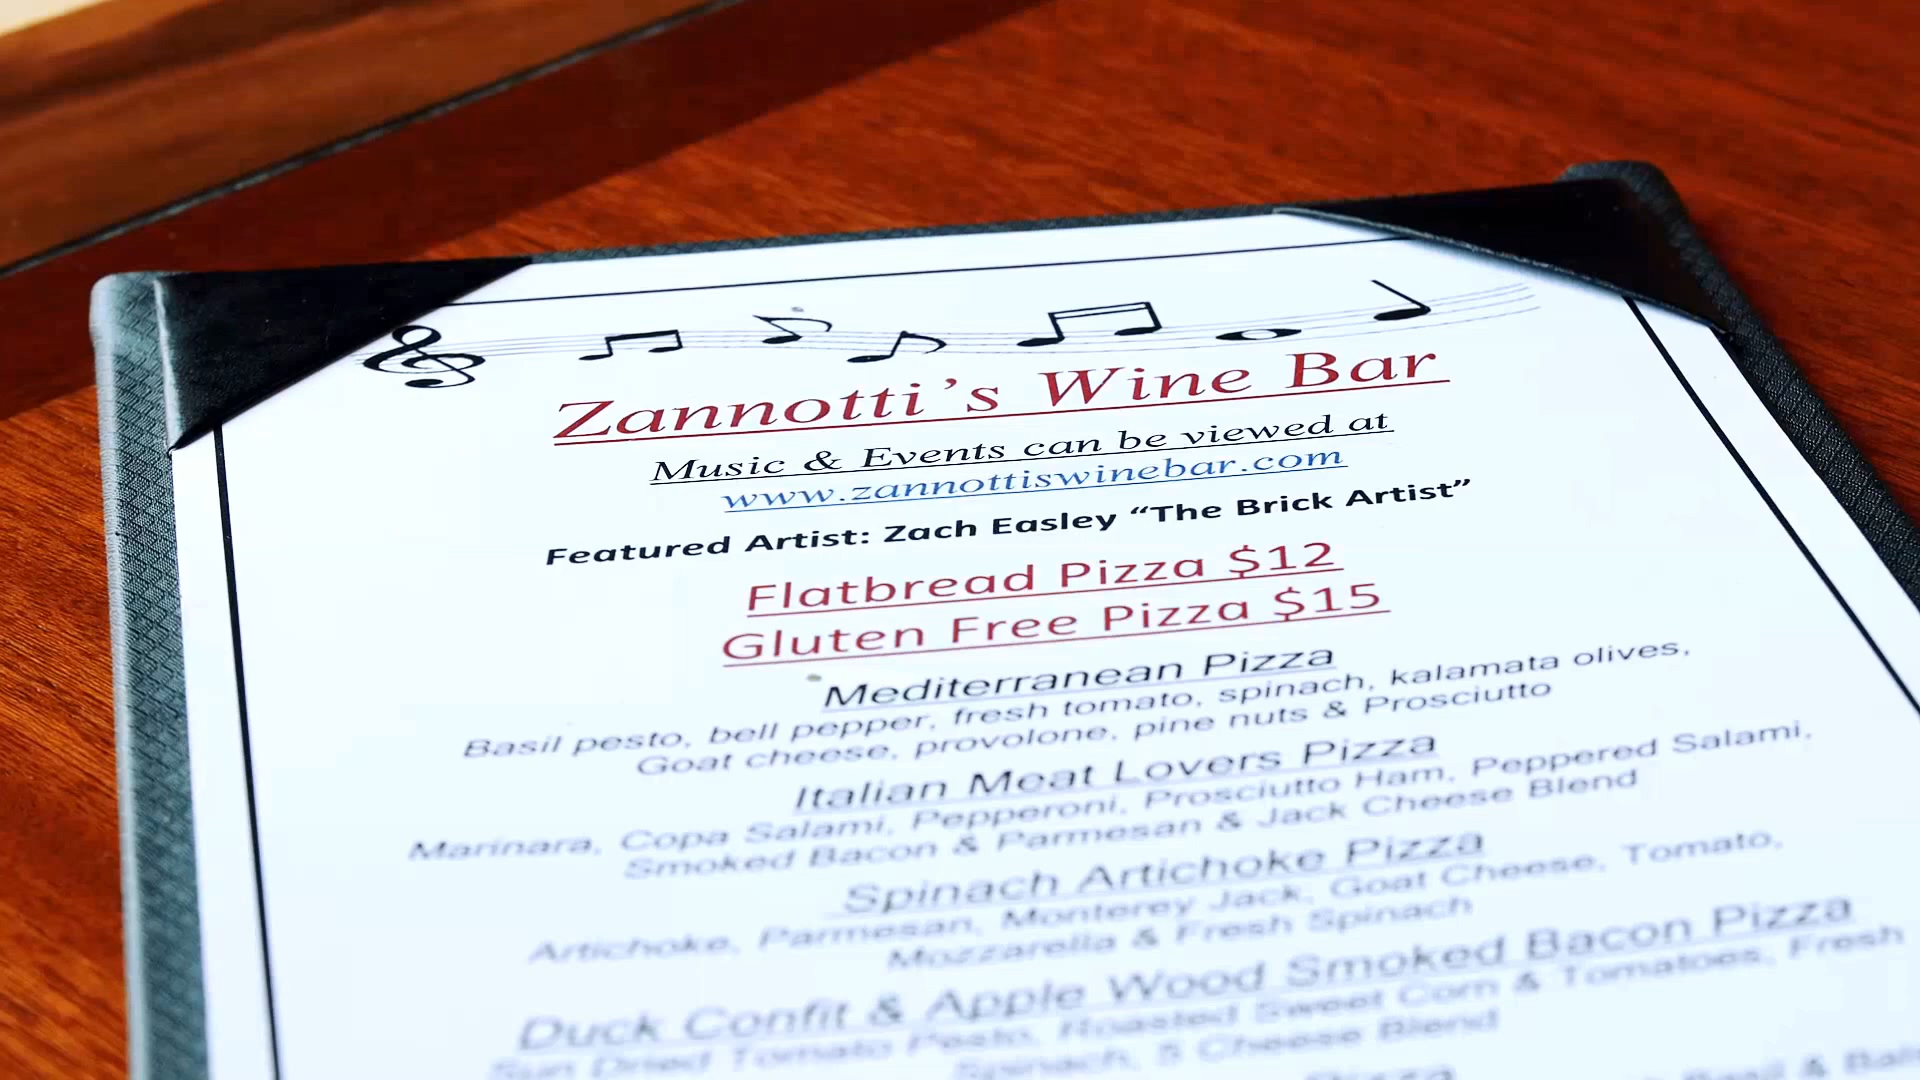 Zannotti's Wine Bar
Music & Events can be viewed at
www.zannottiswinebar.com
Featured Artist: Zach Easley “The Brick Artist”
Flatbread Pizza $12
Gluten Free Pizza $15
Mediterranean Pizza
Basil pesto, bell pepper, fresh tomato, spinach, kalamata olives,
Goat cheese, provolone, pine nuts & Prosciutto
Italian Meat Lovers Pizza
Marinara, Copa Salami, Pepperoni, Prosciutto Ham, Peppered Salami,
Smoked Bacon & Parmesan & Jack Cheese Blend
Spinach Artichoke Pizza
Artichoke, Parmesan, Monterey Jack, Goat Cheese, Tomato,
Mozzarella & Fresh Spinach
Duck Confit & Apple Wood Smoked Bacon Pizza
Sun Dried Tomato Pesto, Roasted Sweet Corn & Tomatoes, Fresh
Spinach, 5 Cheese Blend
Pizza
Basil &